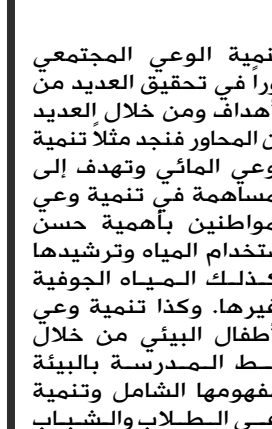 تنمية الوعي المجتمعي
دوراً في تحقيق العديد من
الأهداف ومن خلال العديد
من المحاور فنجد مثلاً تنمية
الوعي المائي وتهدف إلى
المساهمة في تنمية وعي
المواطنين بأهمية حسن
استخدام المياه وترشيدها
وكذلك المياه الجوفية
وغيرها. وكذا تنمية وعي
الأطفال البيئي من خلال
المدرسة بالبيئة
بمفهومها الشامل وتنمية
وعي الطلاب والشباب